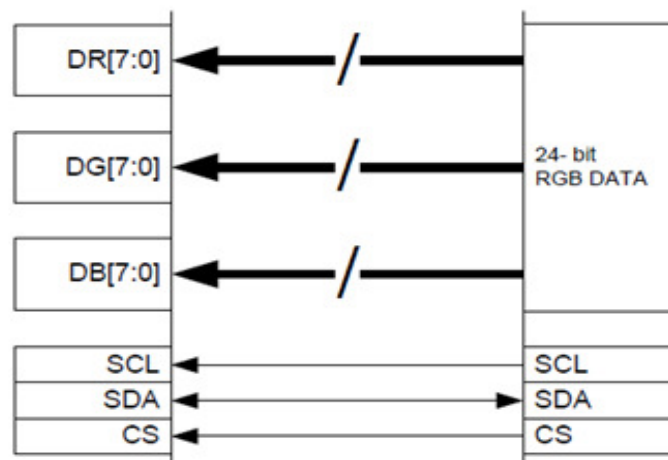 DR[7:0]
DG[7:0]
24- bit
RGB DATA
DB[7:0]
SCL
SCL
SDA
SDA
CS
CS